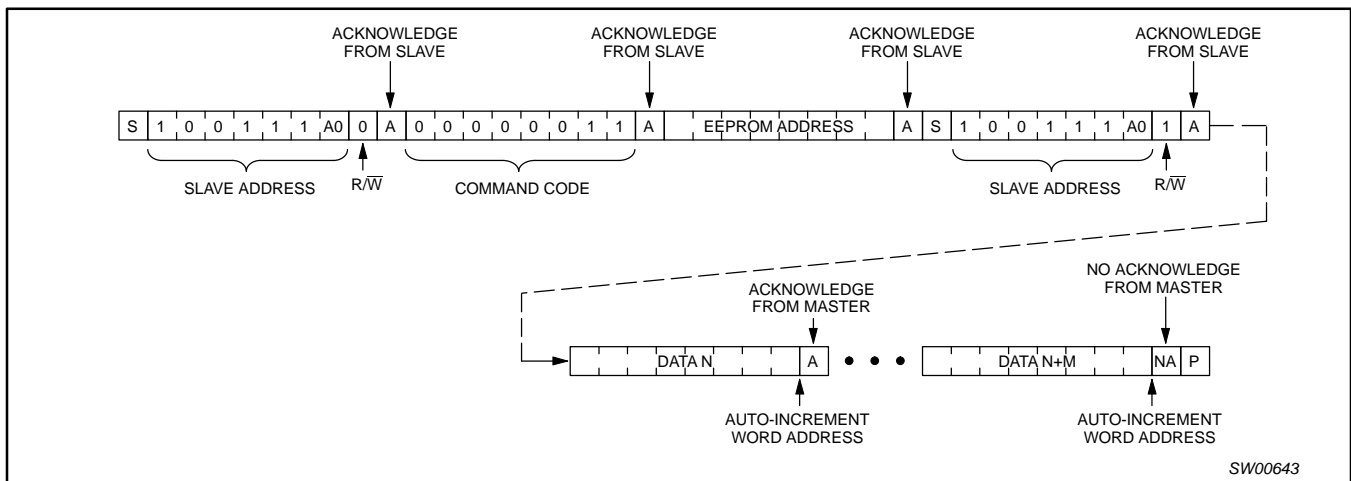 ACKNOWLEDGE
FROM SLAVE
ACKNOWLEDGE
FROM SLAVE
ACKNOWLEDGE
FROM SLAVE
ACKNOWLEDGE
FROM SLAVE
S 1 0 0 1 1 1 A0 0 A 0 0 0 0 0 0 1 1 A EEPROM ADDRESS A S 1 0 0 1 1 1 A0 1 A
SLAVE ADDRESS R/W̅ COMMAND CODE SLAVE ADDRESS R/W̅
ACKNOWLEDGE
FROM MASTER
NO ACKNOWLEDGE
FROM MASTER
DATA N A • • • DATA N+M NA P
AUTO-INCREMENT
WORD ADDRESS
AUTO-INCREMENT
WORD ADDRESS
SW00643